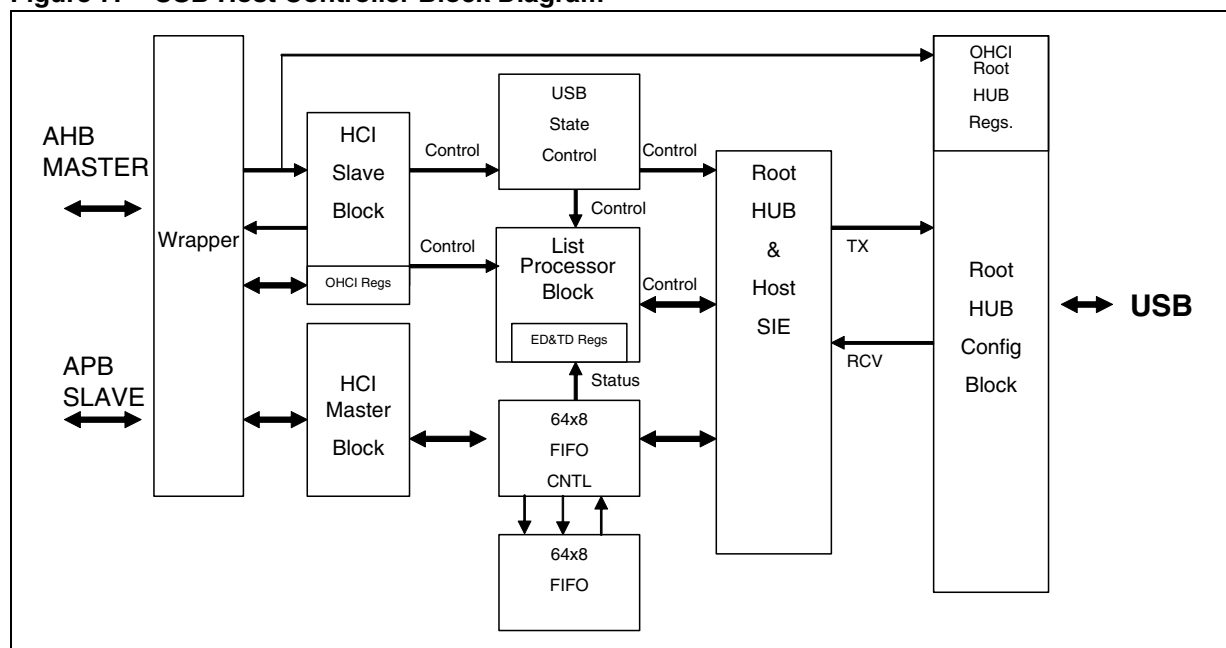 Figure
USB Host Controller Block Diagram
AHB
MASTER
APB
SLAVE
Wrapper
HCI
Slave
Block
OHCI Regs
HCI
Master
Block
Control
Control
USB
State
Control
Control
Control
List
Processor
Block
ED&TD Regs
Control
Status
64x8
FIFO
CNTL
64x8
FIFO
Root
HUB
&
Host
SIE
TX
RCV
OHCI
Root
HUB
Regs.
Root
HUB
Config
Block
USB